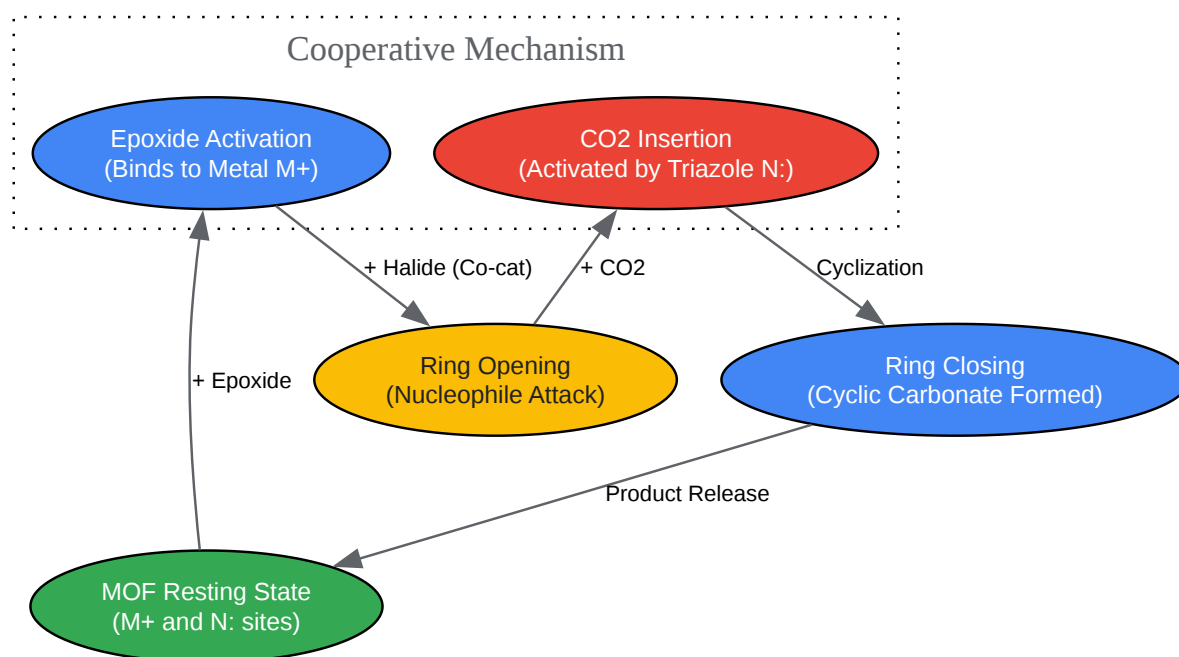 Cooperative Mechanism
Epoxide Activation
(Binds to Metal M+)
CO2 Insertion
(Activated by Triazole N:)
+ Halide (Co-cat)
+ CO2
Cyclization
Ring Opening
(Nucleophile Attack)
Ring Closing
(Cyclic Carbonate Formed)
+ Epoxide
Product Release
MOF Resting State
(M+ and N: sites)